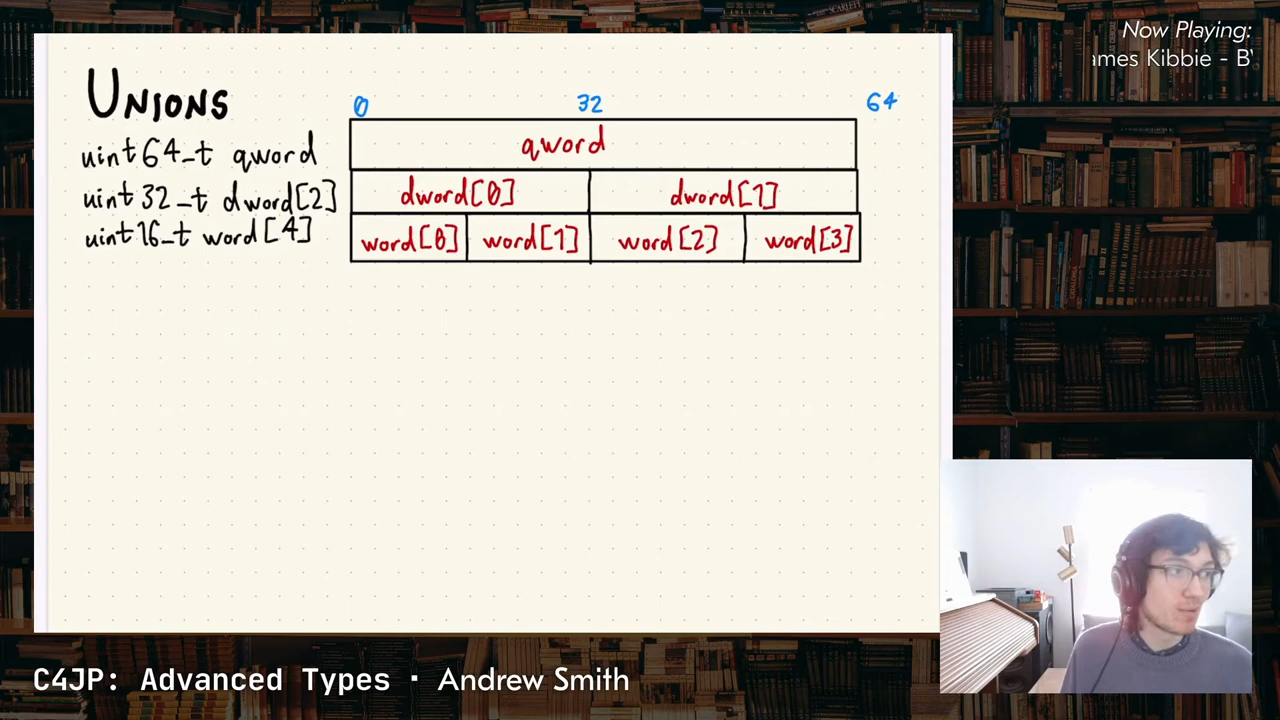 Now Playing:
ames Kibbie - B
UNIONS
0 32 64
uint64_t qword
qword
uint32_t dword[2]
dword[0] dword[1]
uint16_t word[4]
word[0] word[1] word[2] word[3]
C4JP: Advanced Types · Andrew Smith